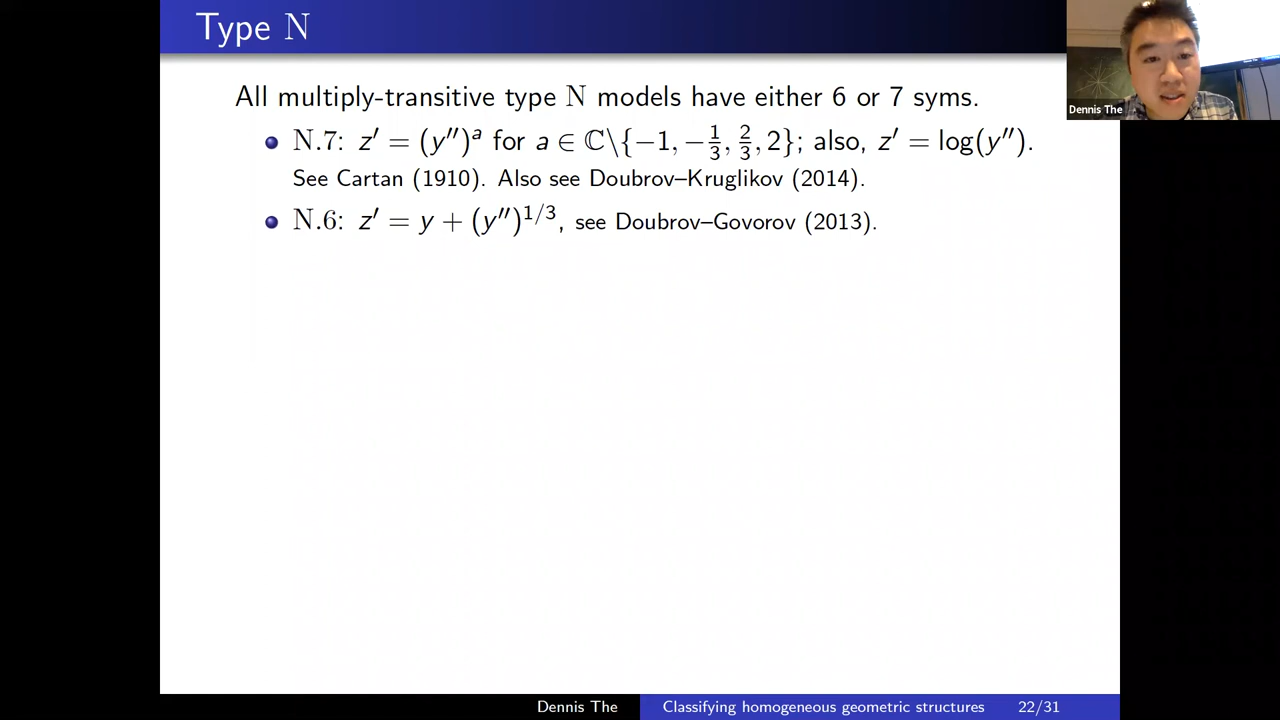 Type N
All multiply-transitive type N models have either 6 or 7 syms.
N.7: z′ = (y″)ᵃ for a ∈ ℂ\{−1, −1/3, 2/3, 2}; also, z′ = log(y″).
See Cartan (1910). Also see Doubrov–Kruglikov (2014).
N.6: z′ = y + (y″)^{1/3}, see Doubrov–Govorov (2013).
Dennis The
Dennis The Classifying homogeneous geometric structures 22/31